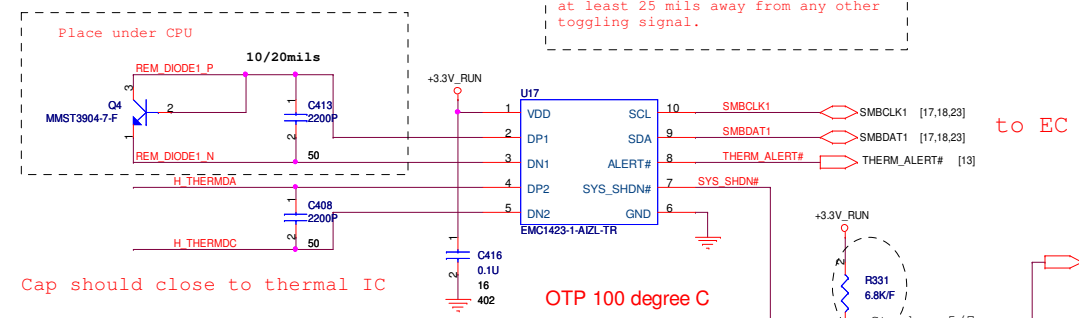 at least 25 mils away from any other
toggling signal.
Place under CPU
10/20mils
REM_DIODE1_P
3
Q4
MMST3904-7-F
2
1
1
C413
2200P
2
50
REM_DIODE1_N
H_THERMDA
1
C408
2200P
2
50
H_THERMDC
Cap should close to thermal IC
+3.3V_RUN
1
C416
0.1U
2
16
402
U17
1 VDD SCL 10 SMBCLK1 SMBCLK1 [17,18,23]
2 DP1 SDA 9 SMBDAT1 SMBDAT1 [17,18,23]
3 DN1 ALERT# 8 THERM_ALERT# THERM_ALERT# [13]
4 DP2 SYS_SHDN# 7 SYS_SHDN#
5 DN2 GND 6
EMC1423-1-AIZL-TR
to EC
OTP 100 degree C
+3.3V_RUN
2
R331
6.8K/F